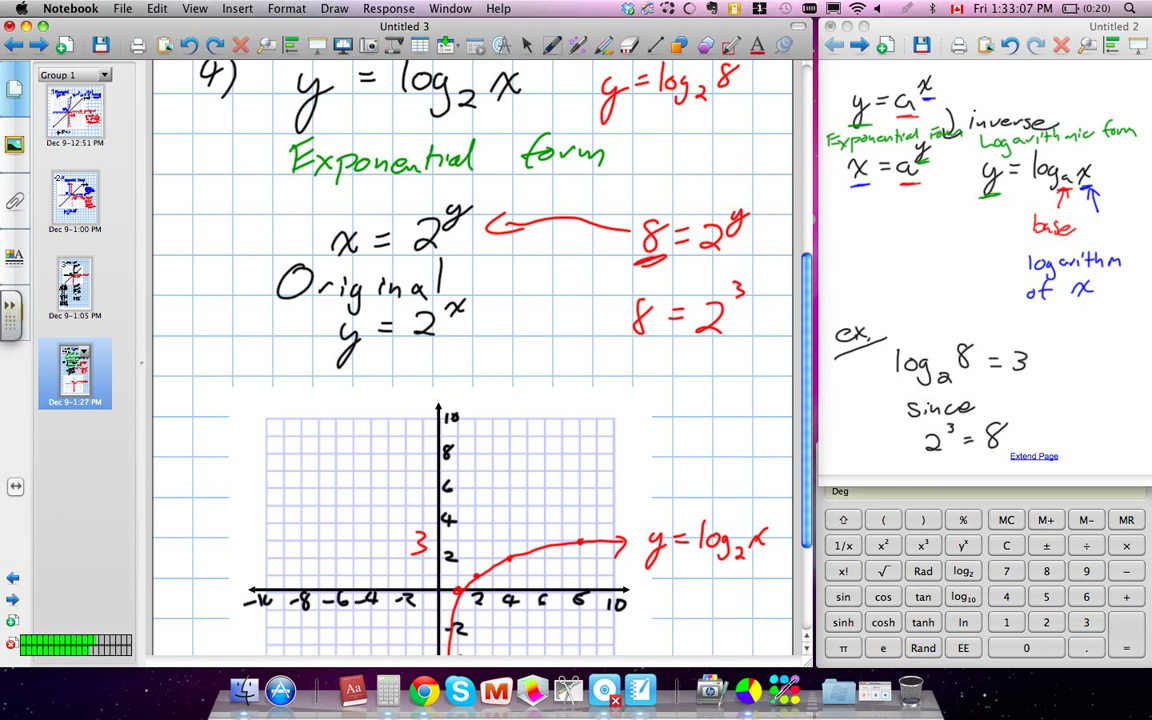 Notebook File Edit View Insert Format Draw Response Window Help
Fri 1:33:07 PM (0:20)
Untitled 3
Untitled 2
Group 1
Dec 9-12:51 PM
Dec 9-1:00 PM
Dec 9-1:05 PM
Dec 9-1:27 PM
4) y = log₂ x
y = log₂ 8
Exponential form
x = 2^y
8 = 2^y
Original
y = 2^x
8 = 2^3
10
8
6
4
3
2
-10 -8 -6 -4 -2 2 4 6 8 10
-2
y = log₂ x
y = a^x
) inverse
Exponential Form
Logarithmic form
x = a^y
y = logₐ x
base
logarithm
of x
ex.
log₂ 8 = 3
since
2^3 = 8
Extend Page
Deg
⇧ ( ) % MC M+ M− MR
1/x x² x³ yˣ C ± ÷ ×
x! √ Rad log₂ 7 8 9 −
sin cos tan log₁₀ 4 5 6 +
sinh cosh tanh ln 1 2 3 =
π e Rand EE 0 .